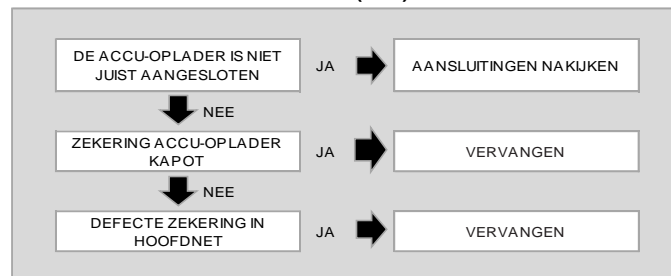 DE ACCU-OPLADER IS NIET
JUIST AANGESLOTEN
JA
AANSLUITINGEN NAKIJKEN
NEE
ZEKERING ACCU-OPLADER
KAPOT
JA
VERVANGEN
NEE
DEFECTE ZEKERING IN
HOOFDNET
JA
VERVANGEN